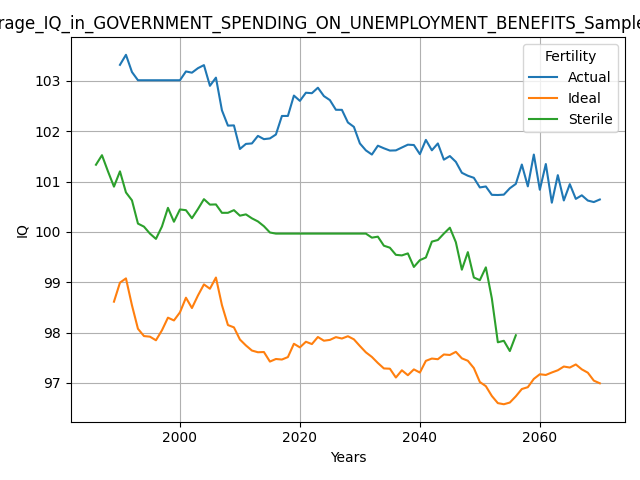 rage_IQ_in_GOVERNMENT_SPENDING_ON_UNEMPLOYMENT_BENEFITS_Sample
Fertility
Actual
Ideal
Sterile
103
102
101
100
99
98
97
IQ
2000 2020 2040 2060
Years